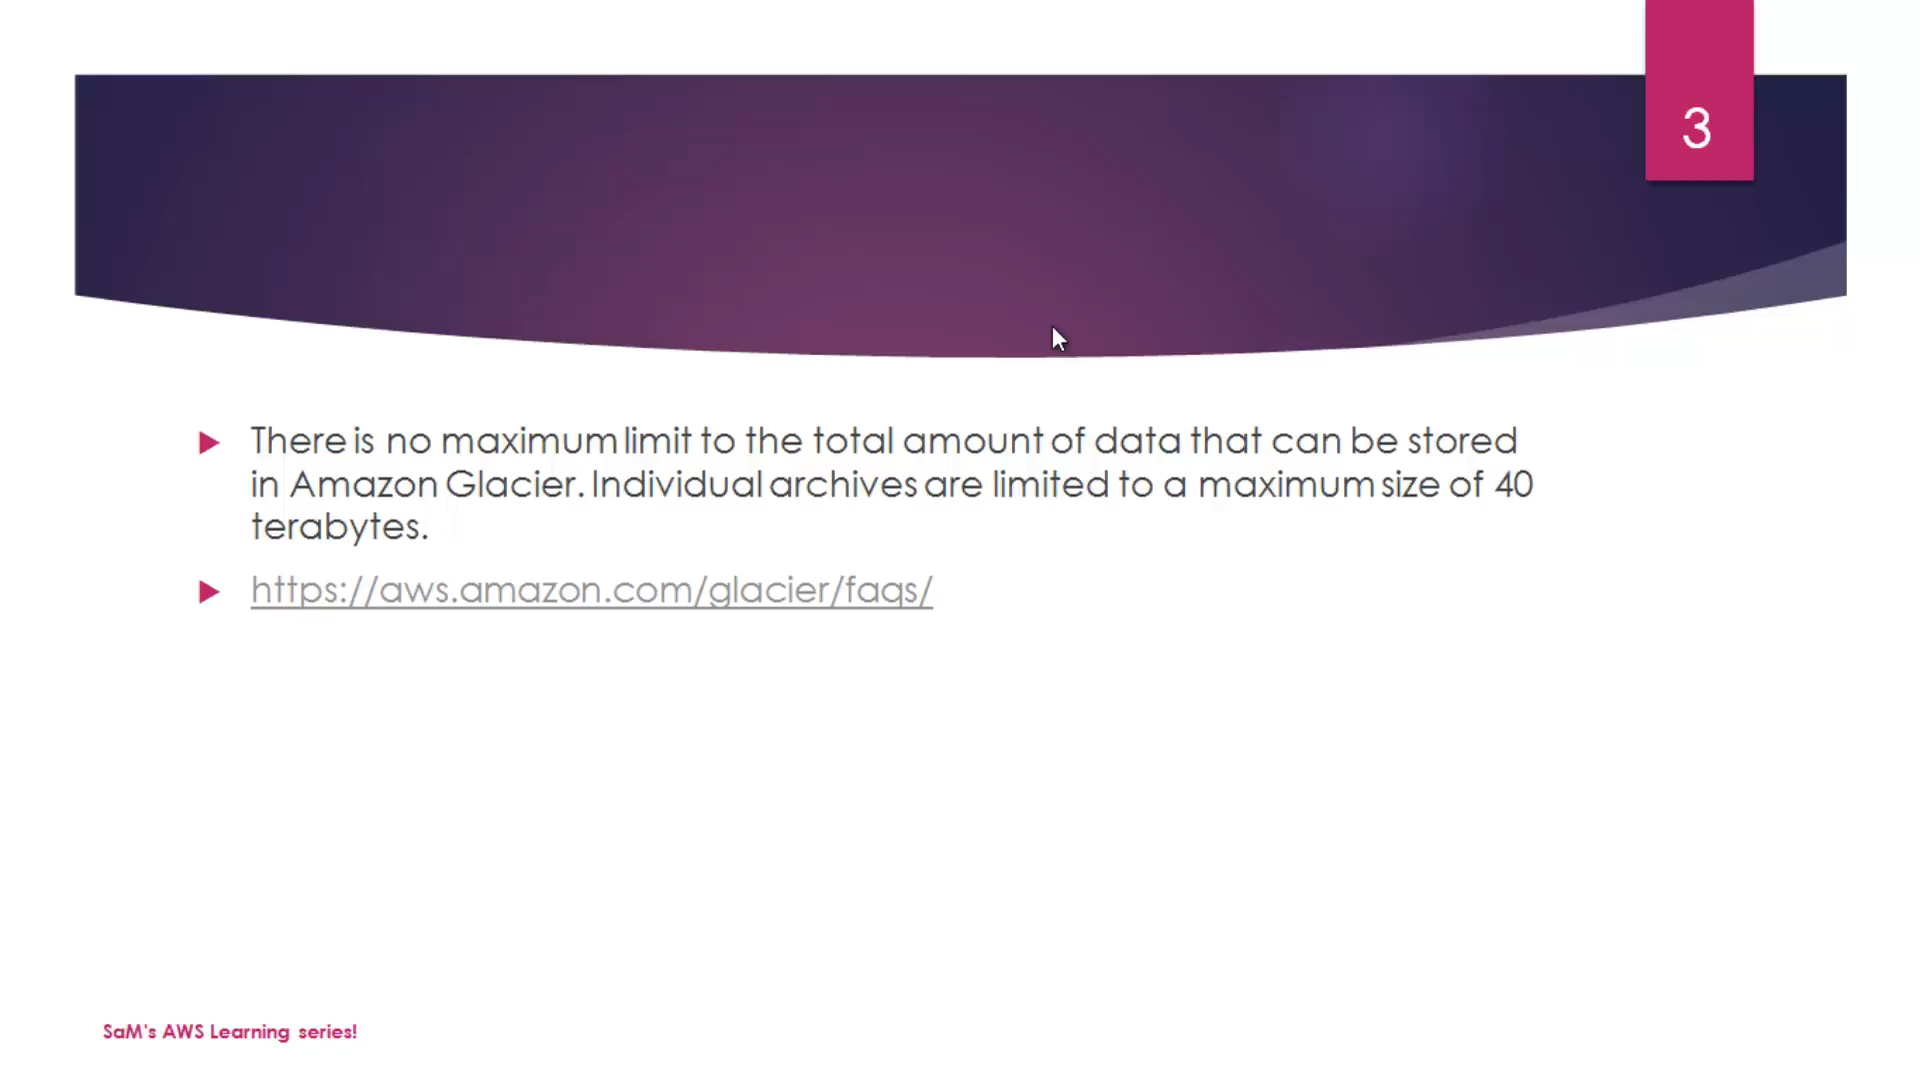 3
There is no maximum limit to the total amount of data that can be stored
in Amazon Glacier. Individual archives are limited to a maximum size of 40
terabytes.
https://aws.amazon.com/glacier/faqs/
SaM's AWS Learning series!